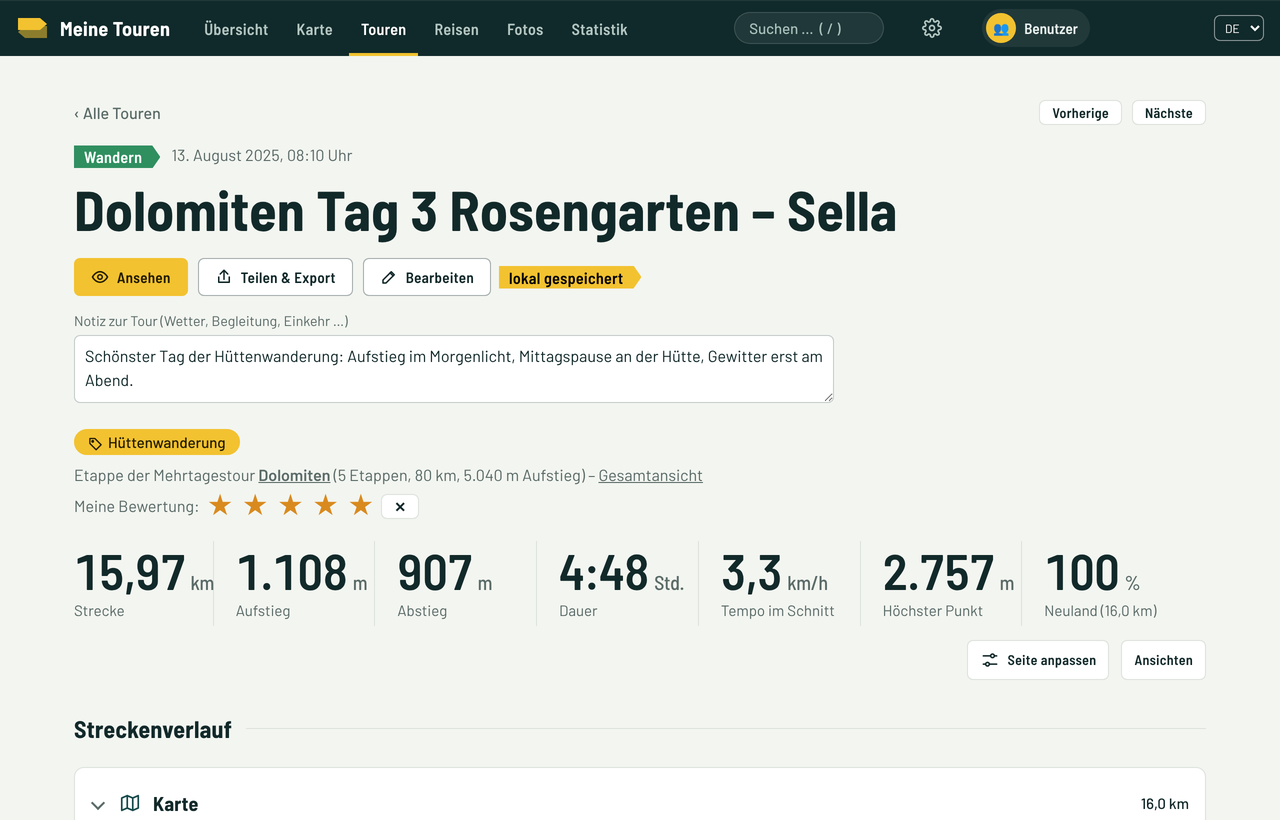 Meine Touren
Übersicht
Karte
Touren
Reisen
Fotos
Statistik
Suchen … ( / )
Benutzer
DE
‹ Alle Touren
Vorherige
Nächste
Wandern
13. August 2025, 08:10 Uhr
Dolomiten Tag 3 Rosengarten – Sella
Ansehen
Teilen & Export
Bearbeiten
lokal gespeichert
Notiz zur Tour (Wetter, Begleitung, Einkehr …)
Schönster Tag der Hüttenwanderung: Aufstieg im Morgenlicht, Mittagspause an der Hütte, Gewitter erst am
Abend.
Hüttenwanderung
Etappe der Mehrtagestour Dolomiten (5 Etappen, 80 km, 5.040 m Aufstieg) – Gesamtansicht
Meine Bewertung: ★ ★ ★ ★ ★ ×
15,97 km
Strecke
1.108 m
Aufstieg
907 m
Abstieg
4:48 Std.
Dauer
3,3 km/h
Tempo im Schnitt
2.757 m
Höchster Punkt
100 %
Neuland (16,0 km)
Seite anpassen
Ansichten
Streckenverlauf
Karte
16,0 km